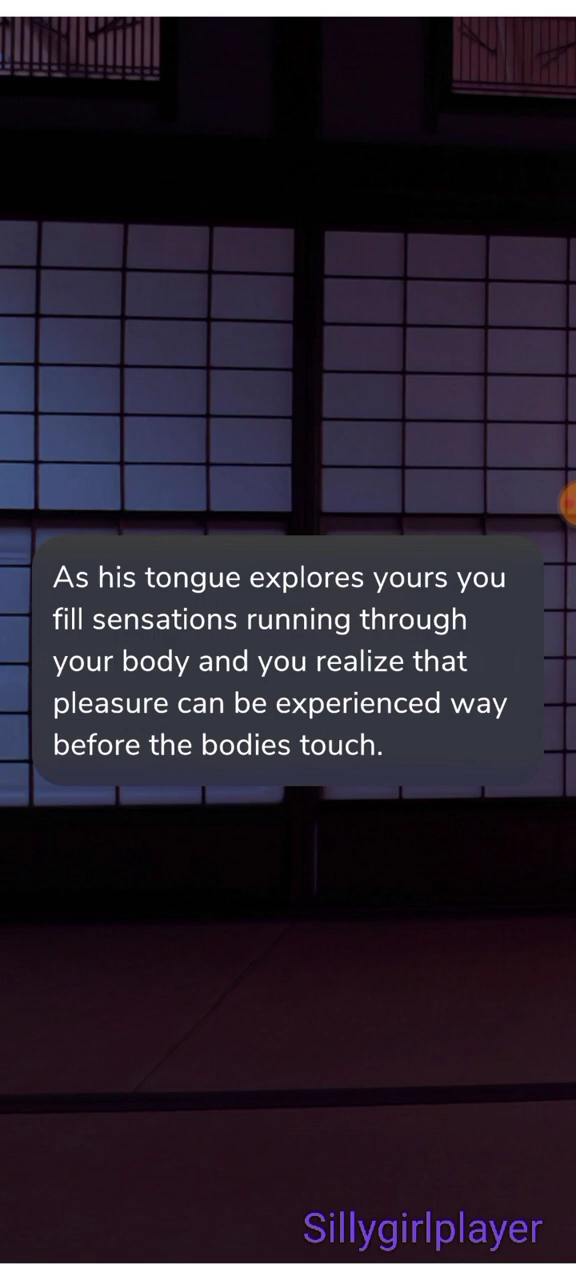 As his tongue explores yours you
fill sensations running through
your body and you realize that
pleasure can be experienced way
before the bodies touch.
Sillygirlplayer